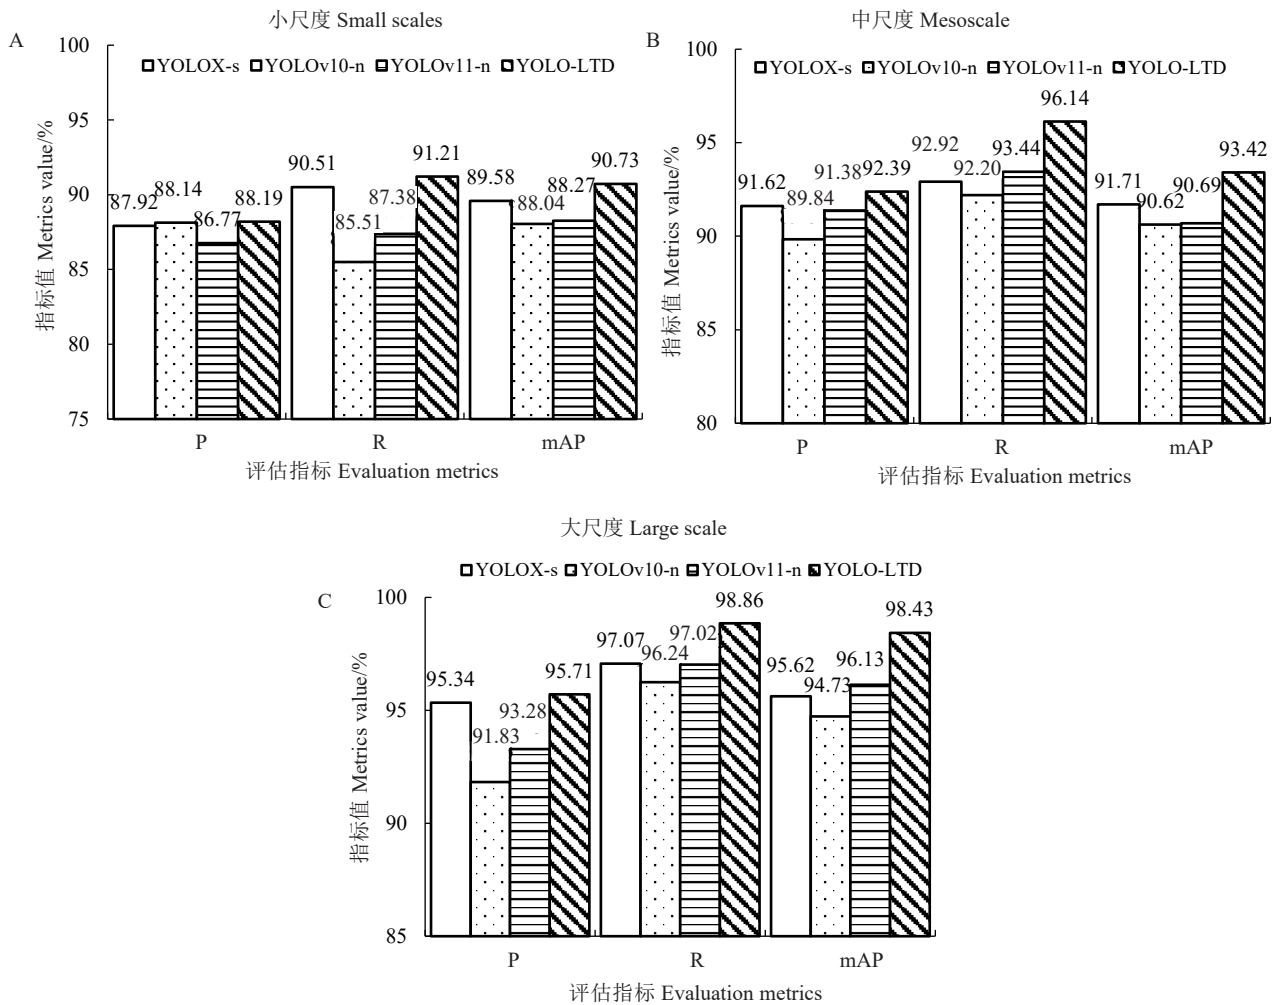 小尺度 Small scales
A
YOLOX-s YOLOv10-n YOLOv11-n YOLO-LTD
指标值 Metrics value/%
100
95
90
85
80
75
87.92 88.14 86.77 88.19
90.51 85.51 87.38 91.21
89.58 88.04 88.27 90.73
P R mAP
评估指标 Evaluation metrics
中尺度 Mesoscale
B
YOLOX-s YOLOv10-n YOLOv11-n YOLO-LTD
指标值 Metrics value/%
100
95
90
85
80
91.62 89.84 91.38 92.39
92.92 92.20 93.44 96.14
91.71 90.62 90.69 93.42
P R mAP
评估指标 Evaluation metrics
大尺度 Large scale
C
YOLOX-s YOLOv10-n YOLOv11-n YOLO-LTD
指标值 Metrics value/%
100
95
90
85
95.34 91.83 93.28 95.71
97.07 96.24 97.02 98.86
95.62 94.73 96.13 98.43
P R mAP
评估指标 Evaluation metrics